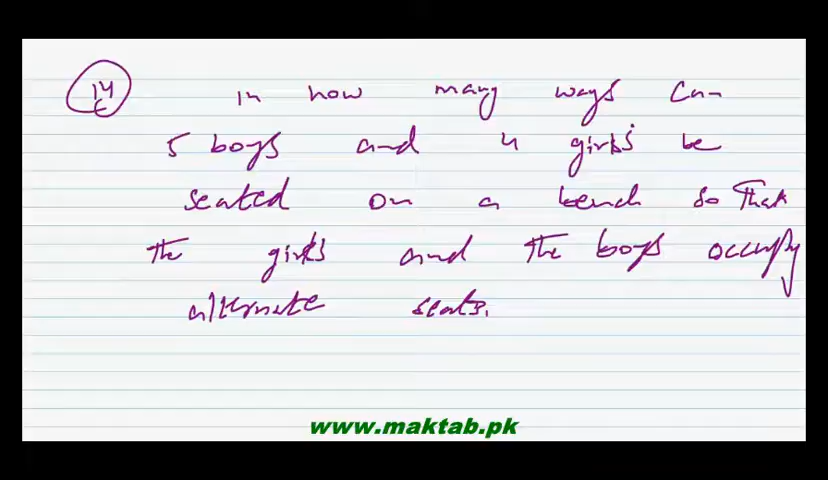 14
in how many ways can
5 boys and 4 girls be
seated on a bench so that
the girls and the boys occupy
alternate seats.
www.maktab.pk